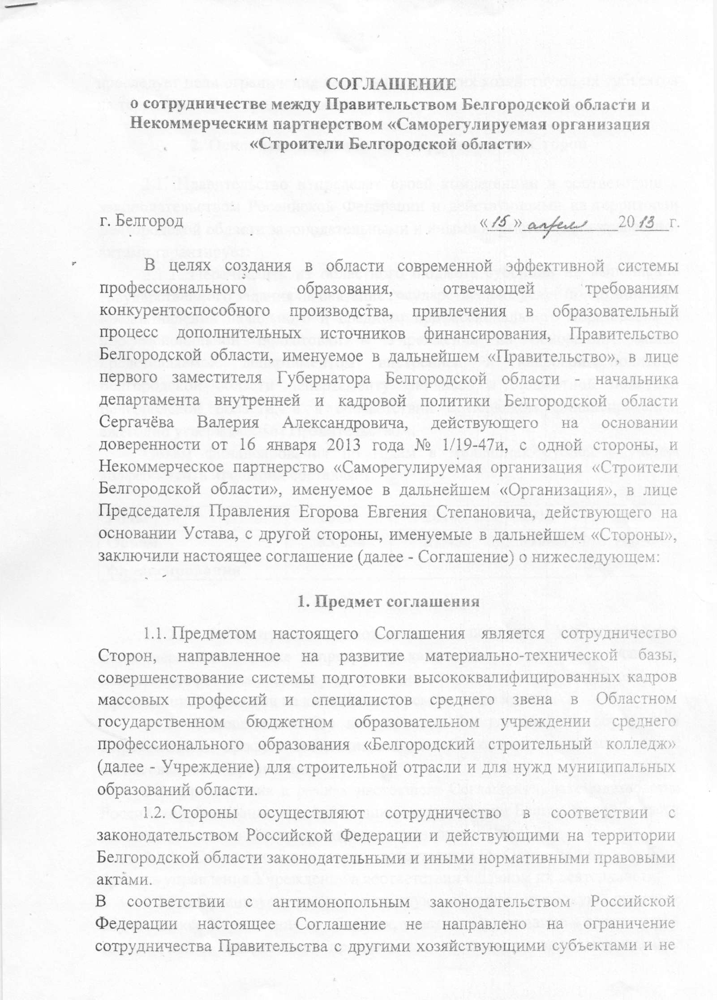 СОГЛАШЕНИЕ
о сотрудничестве между Правительством Белгородской области и
Некоммерческим партнерством «Саморегулируемая организация
«Строители Белгородской области»
г. Белгород «15» апреля 2013 г.
В целях создания в области современной эффективной системы
профессионального образования, отвечающей требованиям
конкурентоспособного производства, привлечения в образовательный
процесс дополнительных источников финансирования, Правительство
Белгородской области, именуемое в дальнейшем «Правительство», в лице
первого заместителя Губернатора Белгородской области - начальника
департамента внутренней и кадровой политики Белгородской области
Сергачёва Валерия Александровича, действующего на основании
доверенности от 16 января 2013 года № 1/19-47и, с одной стороны, и
Некоммерческое партнерство «Саморегулируемая организация «Строители
Белгородской области», именуемое в дальнейшем «Организация», в лице
Председателя Правления Егорова Евгения Степановича, действующего на
основании Устава, с другой стороны, именуемые в дальнейшем «Стороны»,
заключили настоящее соглашение (далее - Соглашение) о нижеследующем:
1. Предмет соглашения
1.1. Предметом настоящего Соглашения является сотрудничество
Сторон, направленное на развитие материально-технической базы,
совершенствование системы подготовки высококвалифицированных кадров
массовых профессий и специалистов среднего звена в Областном
государственном бюджетном образовательном учреждении среднего
профессионального образования «Белгородский строительный колледж»
(далее - Учреждение) для строительной отрасли и для нужд муниципальных
образований области.
1.2. Стороны осуществляют сотрудничество в соответствии с
законодательством Российской Федерации и действующими на территории
Белгородской области законодательными и иными нормативными правовыми
актами.
В соответствии с антимонопольным законодательством Российской
Федерации настоящее Соглашение не направлено на ограничение
сотрудничества Правительства с другими хозяйствующими субъектами и не